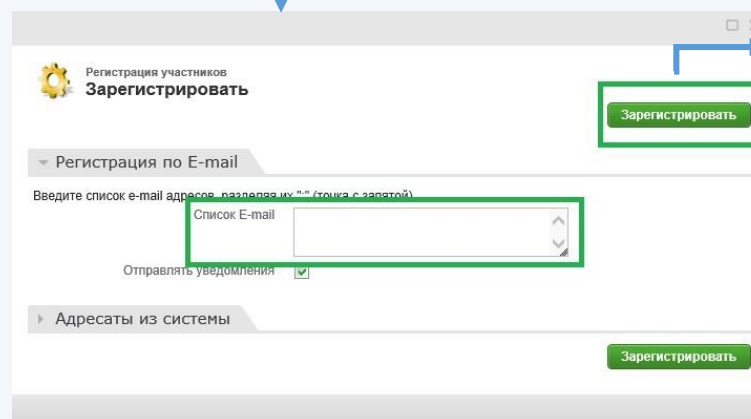 Регистрация участников
Зарегистрировать
Зарегистрировать
Регистрация по E-mail
Введите список e-mail адресов, разделяя их ";" (точка с запятой)
Список E-mail
Отправлять уведомления
Адресаты из системы
Зарегистрировать